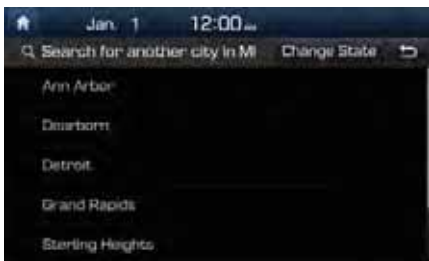 Jan. 1 12:00 AM
Search for another city in MI Change State
Ann Arbor
Dearborn
Detroit
Grand Rapids
Sterling Heights